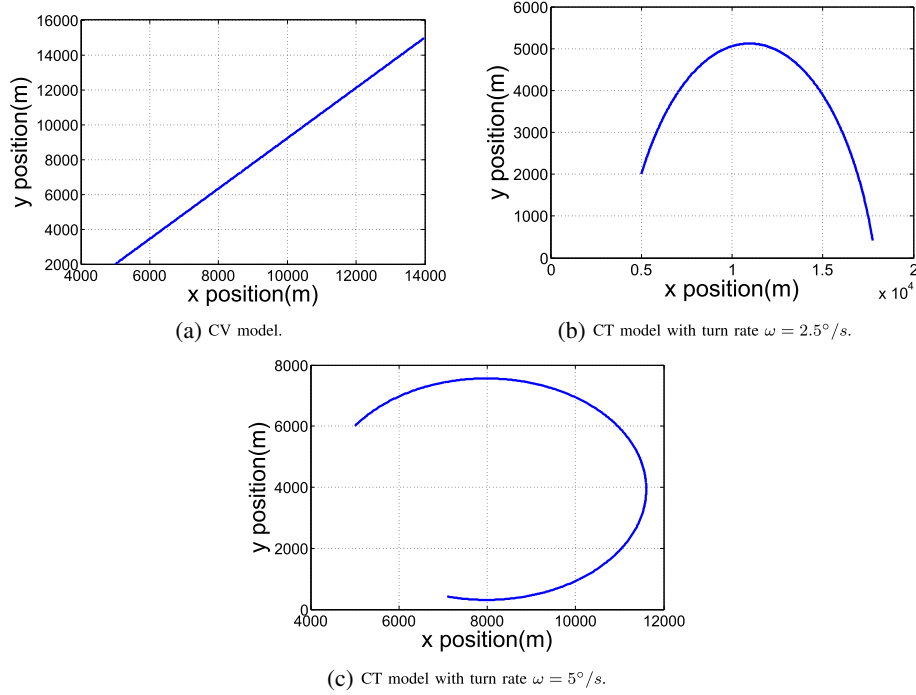 16000
14000
12000
10000
8000
6000
4000
2000
y position(m)
4000 6000 8000 10000 12000 14000
x position(m)
(a) CV model.
6000
5000
4000
3000
2000
1000
0
y position(m)
0 0.5 1 1.5 2
x position(m)
x 10^4
(b) CT model with turn rate ω = 2.5°/s.
8000
6000
4000
2000
0
y position(m)
4000 6000 8000 10000 12000
x position(m)
(c) CT model with turn rate ω = 5°/s.